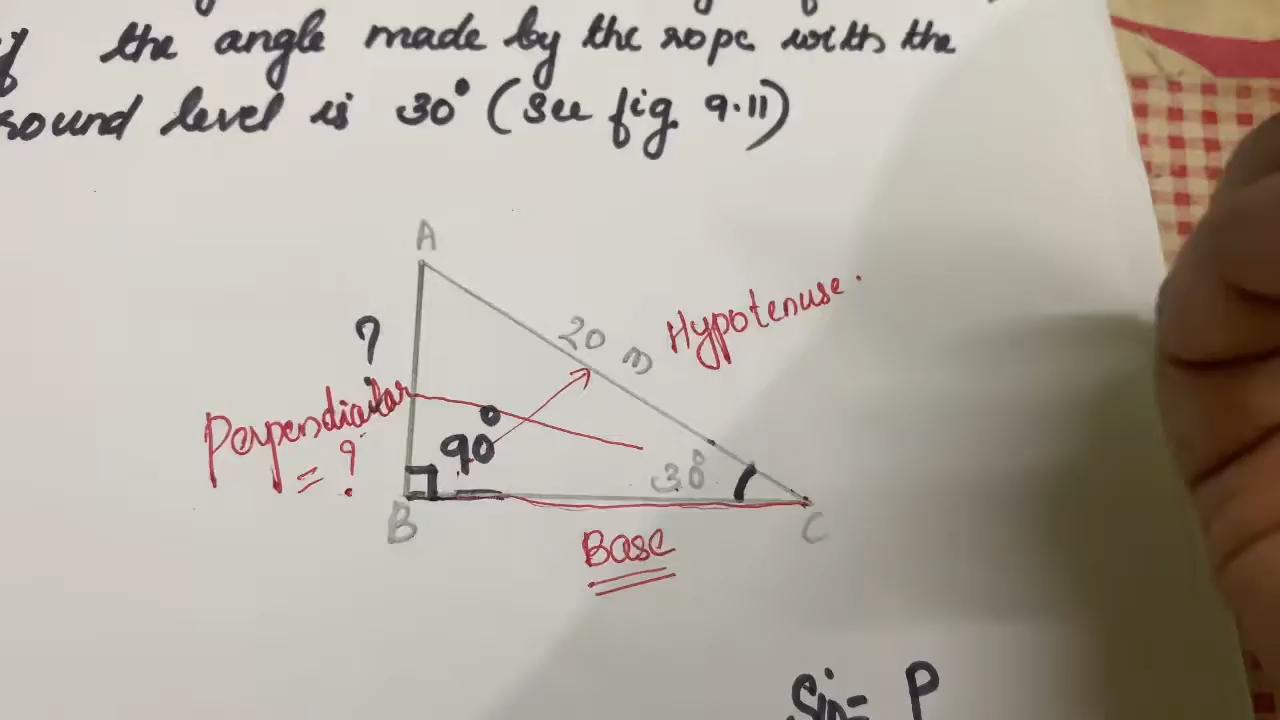 the angle made by the rope with the
round level is 30° (See fig 9.11)
A
?
20 m
Hypotenuse.
Perpendicular
= ?
90°
30°
B
C
Base
Sin = P